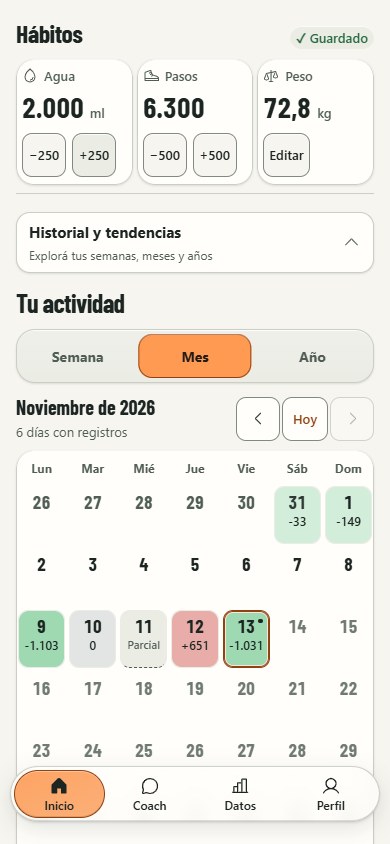 Hábitos
✓ Guardado
Agua
Pasos
Peso
2.000 ml
6.300
72,8 kg
−250
+250
−500
+500
Editar
Historial y tendencias
Explorá tus semanas, meses y años
Tu actividad
Semana
Mes
Año
Noviembre de 2026
6 días con registros
Hoy
Lun Mar Mié Jue Vie Sáb Dom
26 27 28 29 30 31 1
-33 -149
2 3 4 5 6 7 8
9 10 11 12 13 14 15
-1.103 0 Parcial +651 -1.031
16 17 18 19 20 21 22
23 24 25 26 27 28 29
Inicio
Coach
Datos
Perfil